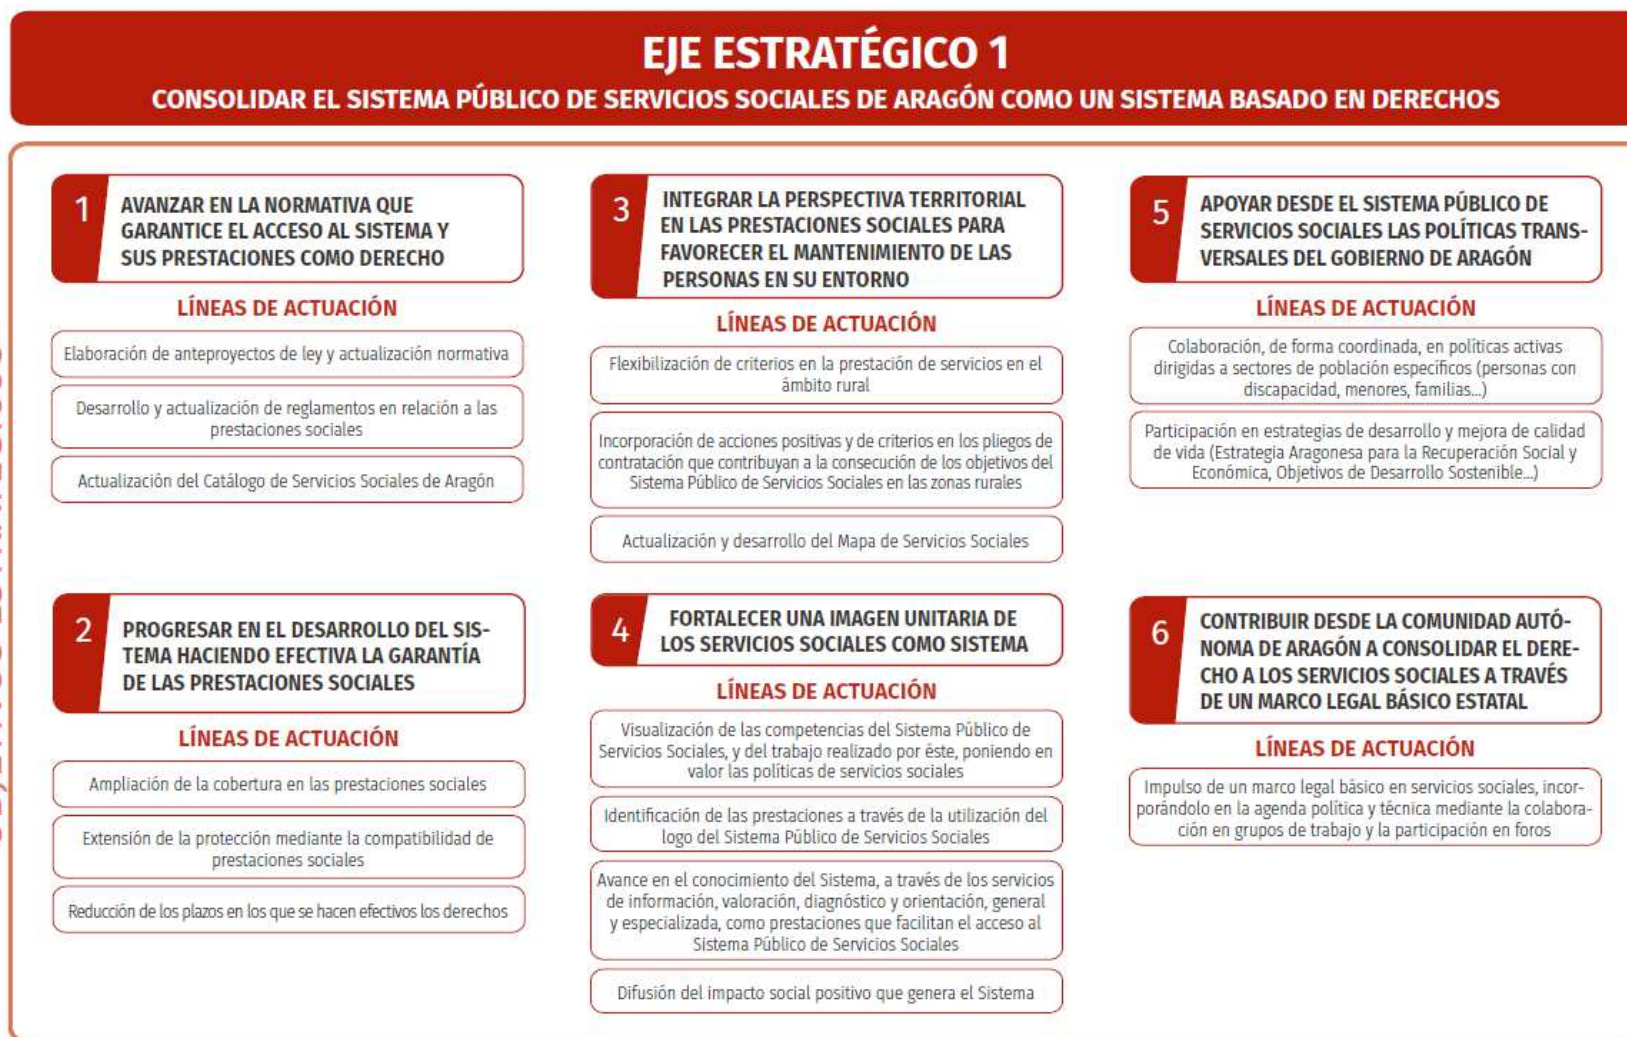 EJE ESTRATÉGICO 1
CONSOLIDAR EL SISTEMA PÚBLICO DE SERVICIOS SOCIALES DE ARAGÓN COMO UN SISTEMA BASADO EN DERECHOS
1
AVANZAR EN LA NORMATIVA QUE
GARANTICE EL ACCESO AL SISTEMA Y
SUS PRESTACIONES COMO DERECHO
LÍNEAS DE ACTUACIÓN
Elaboración de anteproyectos de ley y actualización normativa
Desarrollo y actualización de reglamentos en relación a las
prestaciones sociales
Actualización del Catálogo de Servicios Sociales de Aragón
2
PROGRESAR EN EL DESARROLLO DEL SIS-
TEMA HACIENDO EFECTIVA LA GARANTÍA
DE LAS PRESTACIONES SOCIALES
LÍNEAS DE ACTUACIÓN
Ampliación de la cobertura en las prestaciones sociales
Extensión de la protección mediante la compatibilidad de
prestaciones sociales
Reducción de los plazos en los que se hacen efectivos los derechos
3
INTEGRAR LA PERSPECTIVA TERRITORIAL
EN LAS PRESTACIONES SOCIALES PARA
FAVORECER EL MANTENIMIENTO DE LAS
PERSONAS EN SU ENTORNO
LÍNEAS DE ACTUACIÓN
Flexibilización de criterios en la prestación de servicios en el
ámbito rural
Incorporación de acciones positivas y de criterios en los pliegos de
contratación que contribuyan a la consecución de los objetivos del
Sistema Público de Servicios Sociales en las zonas rurales
Actualización y desarrollo del Mapa de Servicios Sociales
4
FORTALECER UNA IMAGEN UNITARIA DE
LOS SERVICIOS SOCIALES COMO SISTEMA
LÍNEAS DE ACTUACIÓN
Visualización de las competencias del Sistema Público de
Servicios Sociales, y del trabajo realizado por éste, poniendo en
valor las políticas de servicios sociales
Identificación de las prestaciones a través de la utilización del
logo del Sistema Público de Servicios Sociales
Avance en el conocimiento del Sistema, a través de los servicios
de información, valoración, diagnóstico y orientación, general
y especializada, como prestaciones que facilitan el acceso al
Sistema Público de Servicios Sociales
Difusión del impacto social positivo que genera el Sistema
5
APOYAR DESDE EL SISTEMA PÚBLICO DE
SERVICIOS SOCIALES LAS POLÍTICAS TRANS-
VERSALES DEL GOBIERNO DE ARAGÓN
LÍNEAS DE ACTUACIÓN
Colaboración, de forma coordinada, en políticas activas
dirigidas a sectores de población específicos (personas con
discapacidad, menores, familias...)
Participación en estrategias de desarrollo y mejora de calidad
de vida (Estrategia Aragonesa para la Recuperación Social y
Económica, Objetivos de Desarrollo Sostenible...)
6
CONTRIBUIR DESDE LA COMUNIDAD AUTÓ-
NOMA DE ARAGÓN A CONSOLIDAR EL DERE-
CHO A LOS SERVICIOS SOCIALES A TRAVÉS
DE UN MARCO LEGAL BÁSICO ESTATAL
LÍNEAS DE ACTUACIÓN
Impulso de un marco legal básico en servicios sociales, incor-
porándolo en la agenda política y técnica mediante la colabora-
ción en grupos de trabajo y la participación en foros